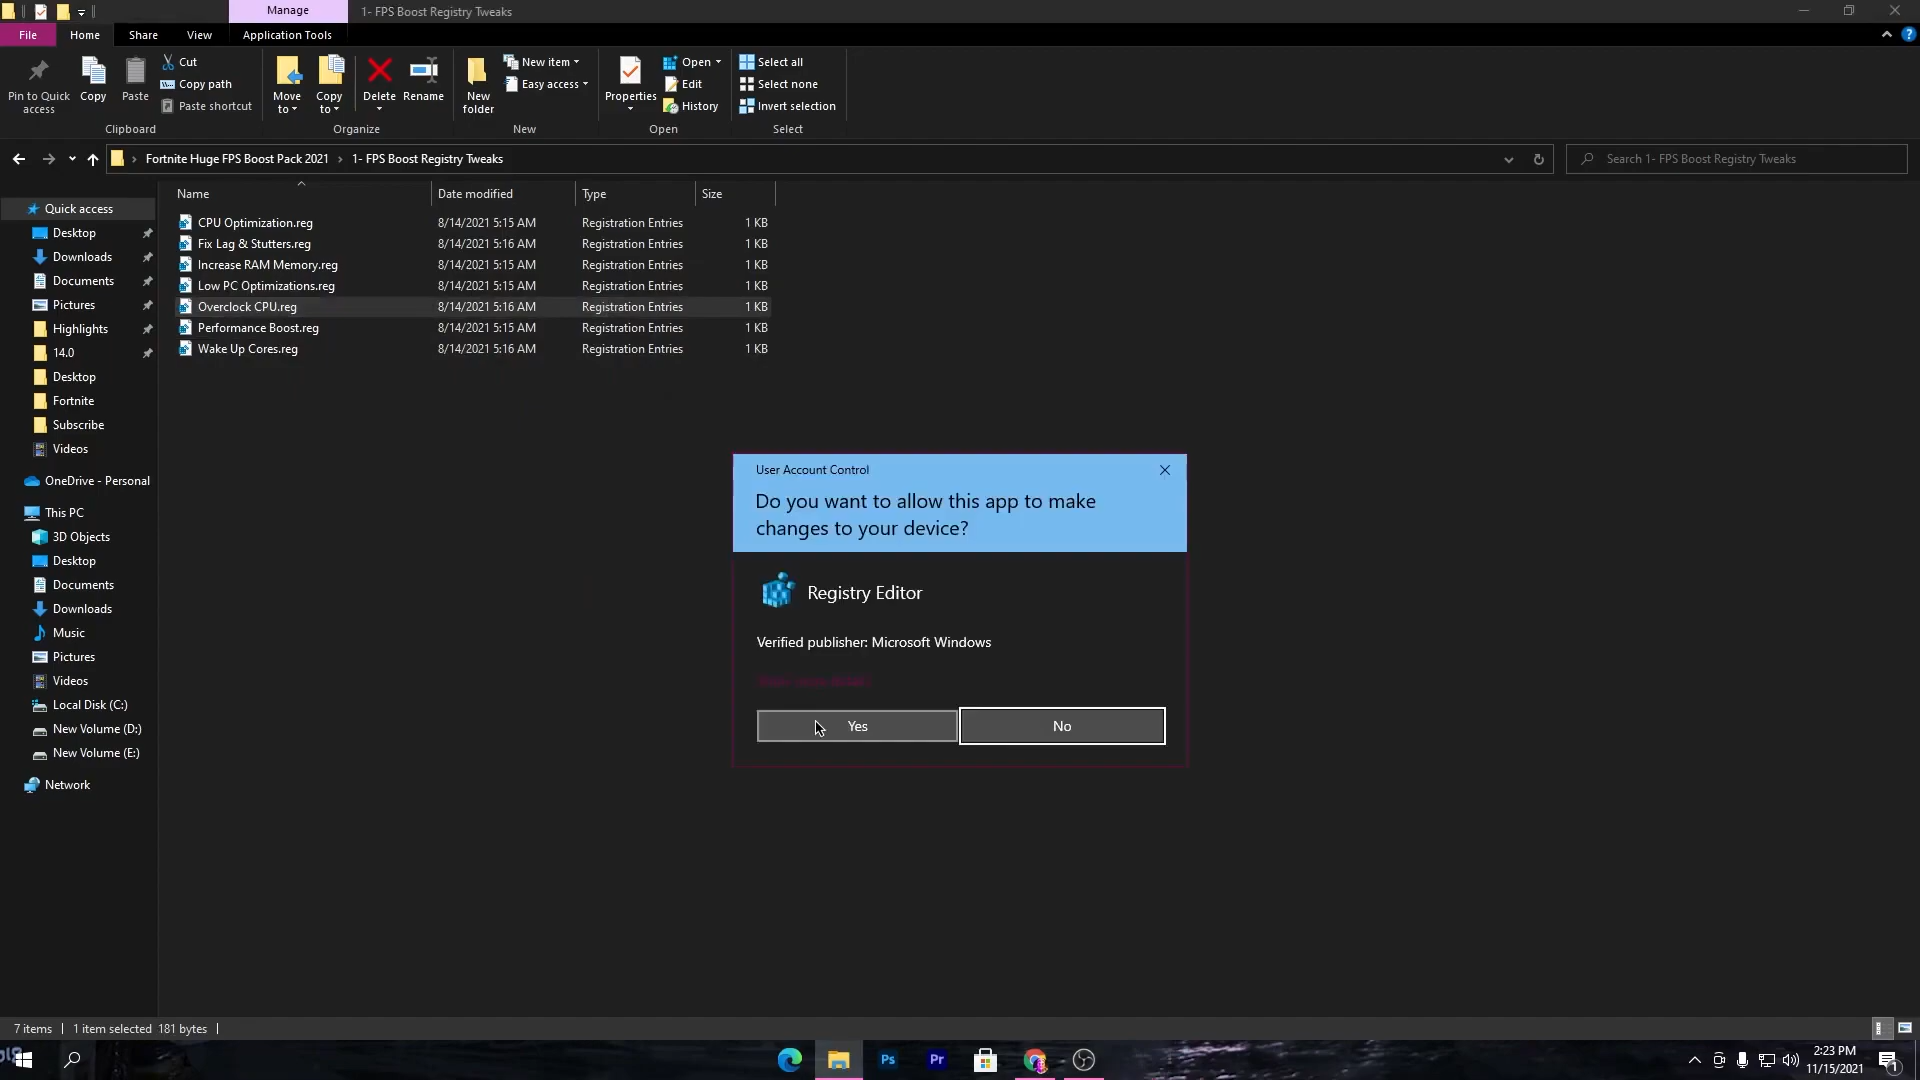 Manage
1- FPS Boost Registry Tweaks
File
Home
Share
View
Application Tools
Pin to Quick access
Copy
Paste
Cut
Copy path
Paste shortcut
Move to
Copy to
Delete
Rename
New folder
New item
Easy access
Properties
Open
Edit
History
Select all
Select none
Invert selection
Clipboard
Organize
New
Open
Select
Fortnite Huge FPS Boost Pack 2021
1- FPS Boost Registry Tweaks
Search 1- FPS Boost Registry Tweaks
Name Date modified Type Size
CPU Optimization.reg 8/14/2021 5:15 AM Registration Entries 1 KB
Fix Lag & Stutters.reg 8/14/2021 5:16 AM Registration Entries 1 KB
Increase RAM Memory.reg 8/14/2021 5:15 AM Registration Entries 1 KB
Low PC Optimizations.reg 8/14/2021 5:15 AM Registration Entries 1 KB
Overclock CPU.reg 8/14/2021 5:16 AM Registration Entries 1 KB
Performance Boost.reg 8/14/2021 5:15 AM Registration Entries 1 KB
Wake Up Cores.reg 8/14/2021 5:16 AM Registration Entries 1 KB
Quick access
Desktop
Downloads
Documents
Pictures
Highlights
14.0
Desktop
Fortnite
Subscribe
Videos
OneDrive - Personal
This PC
3D Objects
Desktop
Documents
Downloads
Music
Pictures
Videos
Local Disk (C:)
New Volume (D:)
New Volume (E:)
Network
User Account Control
Do you want to allow this app to make
changes to your device?
Registry Editor
Verified publisher: Microsoft Windows
Yes
No
7 items
1 item selected 181 bytes
Ps
Pr
2:23 PM
11/15/2021
1